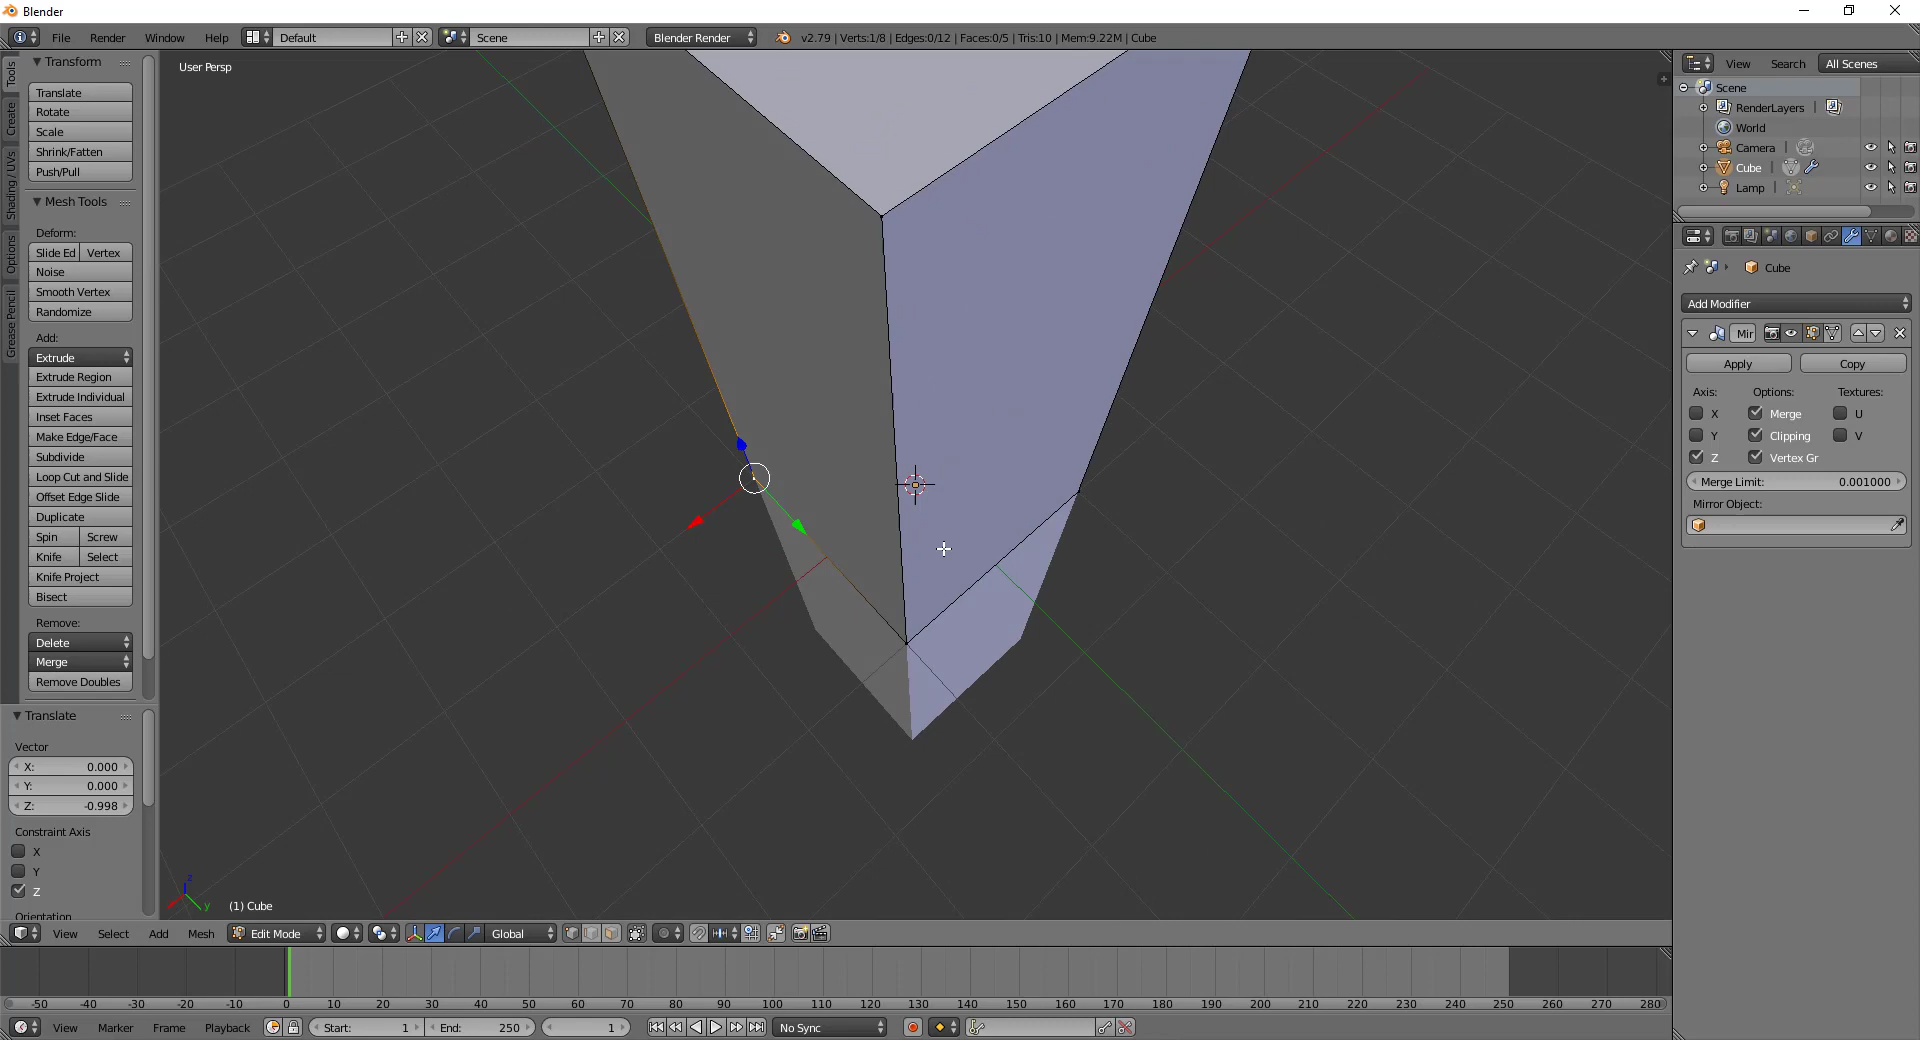 Blender
File Render Window Help Default Scene Blender Render v2.79 | Verts:1/8 | Edges:0/12 | Faces:0/5 | Tris:10 | Mem:9.22M | Cube
Tools
Create
Shading / UVs
Options
Grease Pencil
Transform
Translate
Rotate
Scale
Shrink/Fatten
Push/Pull
Mesh Tools
Deform:
Slide Ed Vertex
Noise
Smooth Vertex
Randomize
Add:
Extrude
Extrude Region
Extrude Individual
Inset Faces
Make Edge/Face
Subdivide
Loop Cut and Slide
Offset Edge Slide
Duplicate
Spin Screw
Knife Select
Knife Project
Bisect
Remove:
Delete
Merge
Remove Doubles
Translate
Vector
X: 0.000
Y: 0.000
Z: -0.998
Constraint Axis
X
Y
Z
Orientation
User Persp
z
y
(1) Cube
View Select Add Mesh Edit Mode Global
-50 -40 -30 -20 -10 0 10 20 30 40 50 60 70 80 90 100 110 120 130 140 150 160 170 180 190 200 210 220 230 240 250 260 270 280
View Marker Frame Playback Start: 1 End: 250 1 No Sync
View Search All Scenes
Scene
RenderLayers
World
Camera
Cube
Lamp
Cube
Add Modifier
Mir
Apply Copy
Axis: Options: Textures:
X Merge U
Y Clipping V
Z Vertex Gr
Merge Limit: 0.001000
Mirror Object: